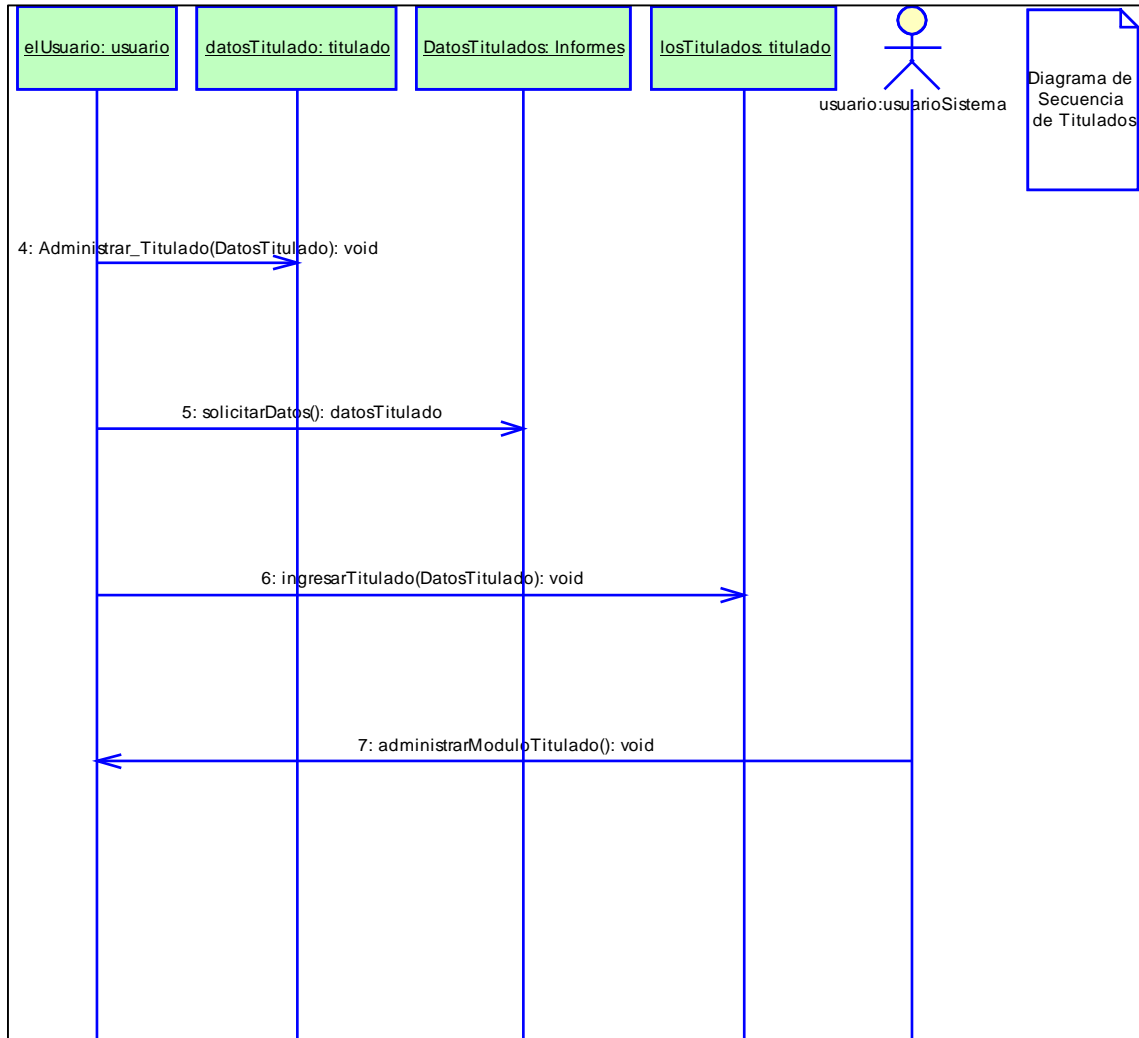 elUsuario: usuario
datosTitulado: titulado
DatosTitulados: Informes
losTitulados: titulado
usuario:usuarioSistema
Diagrama de
Secuencia
de Titulados
4: Administrar_Titulado(DatosTitulado): void
5: solicitarDatos(): datosTitulado
6: ingresarTitulado(DatosTitulado): void
7: administrarModuloTitulado(): void